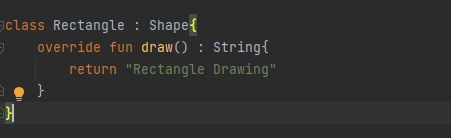 class Rectangle : Shape{
    override fun draw() : String{
        return "Rectangle Drawing"
    }
}